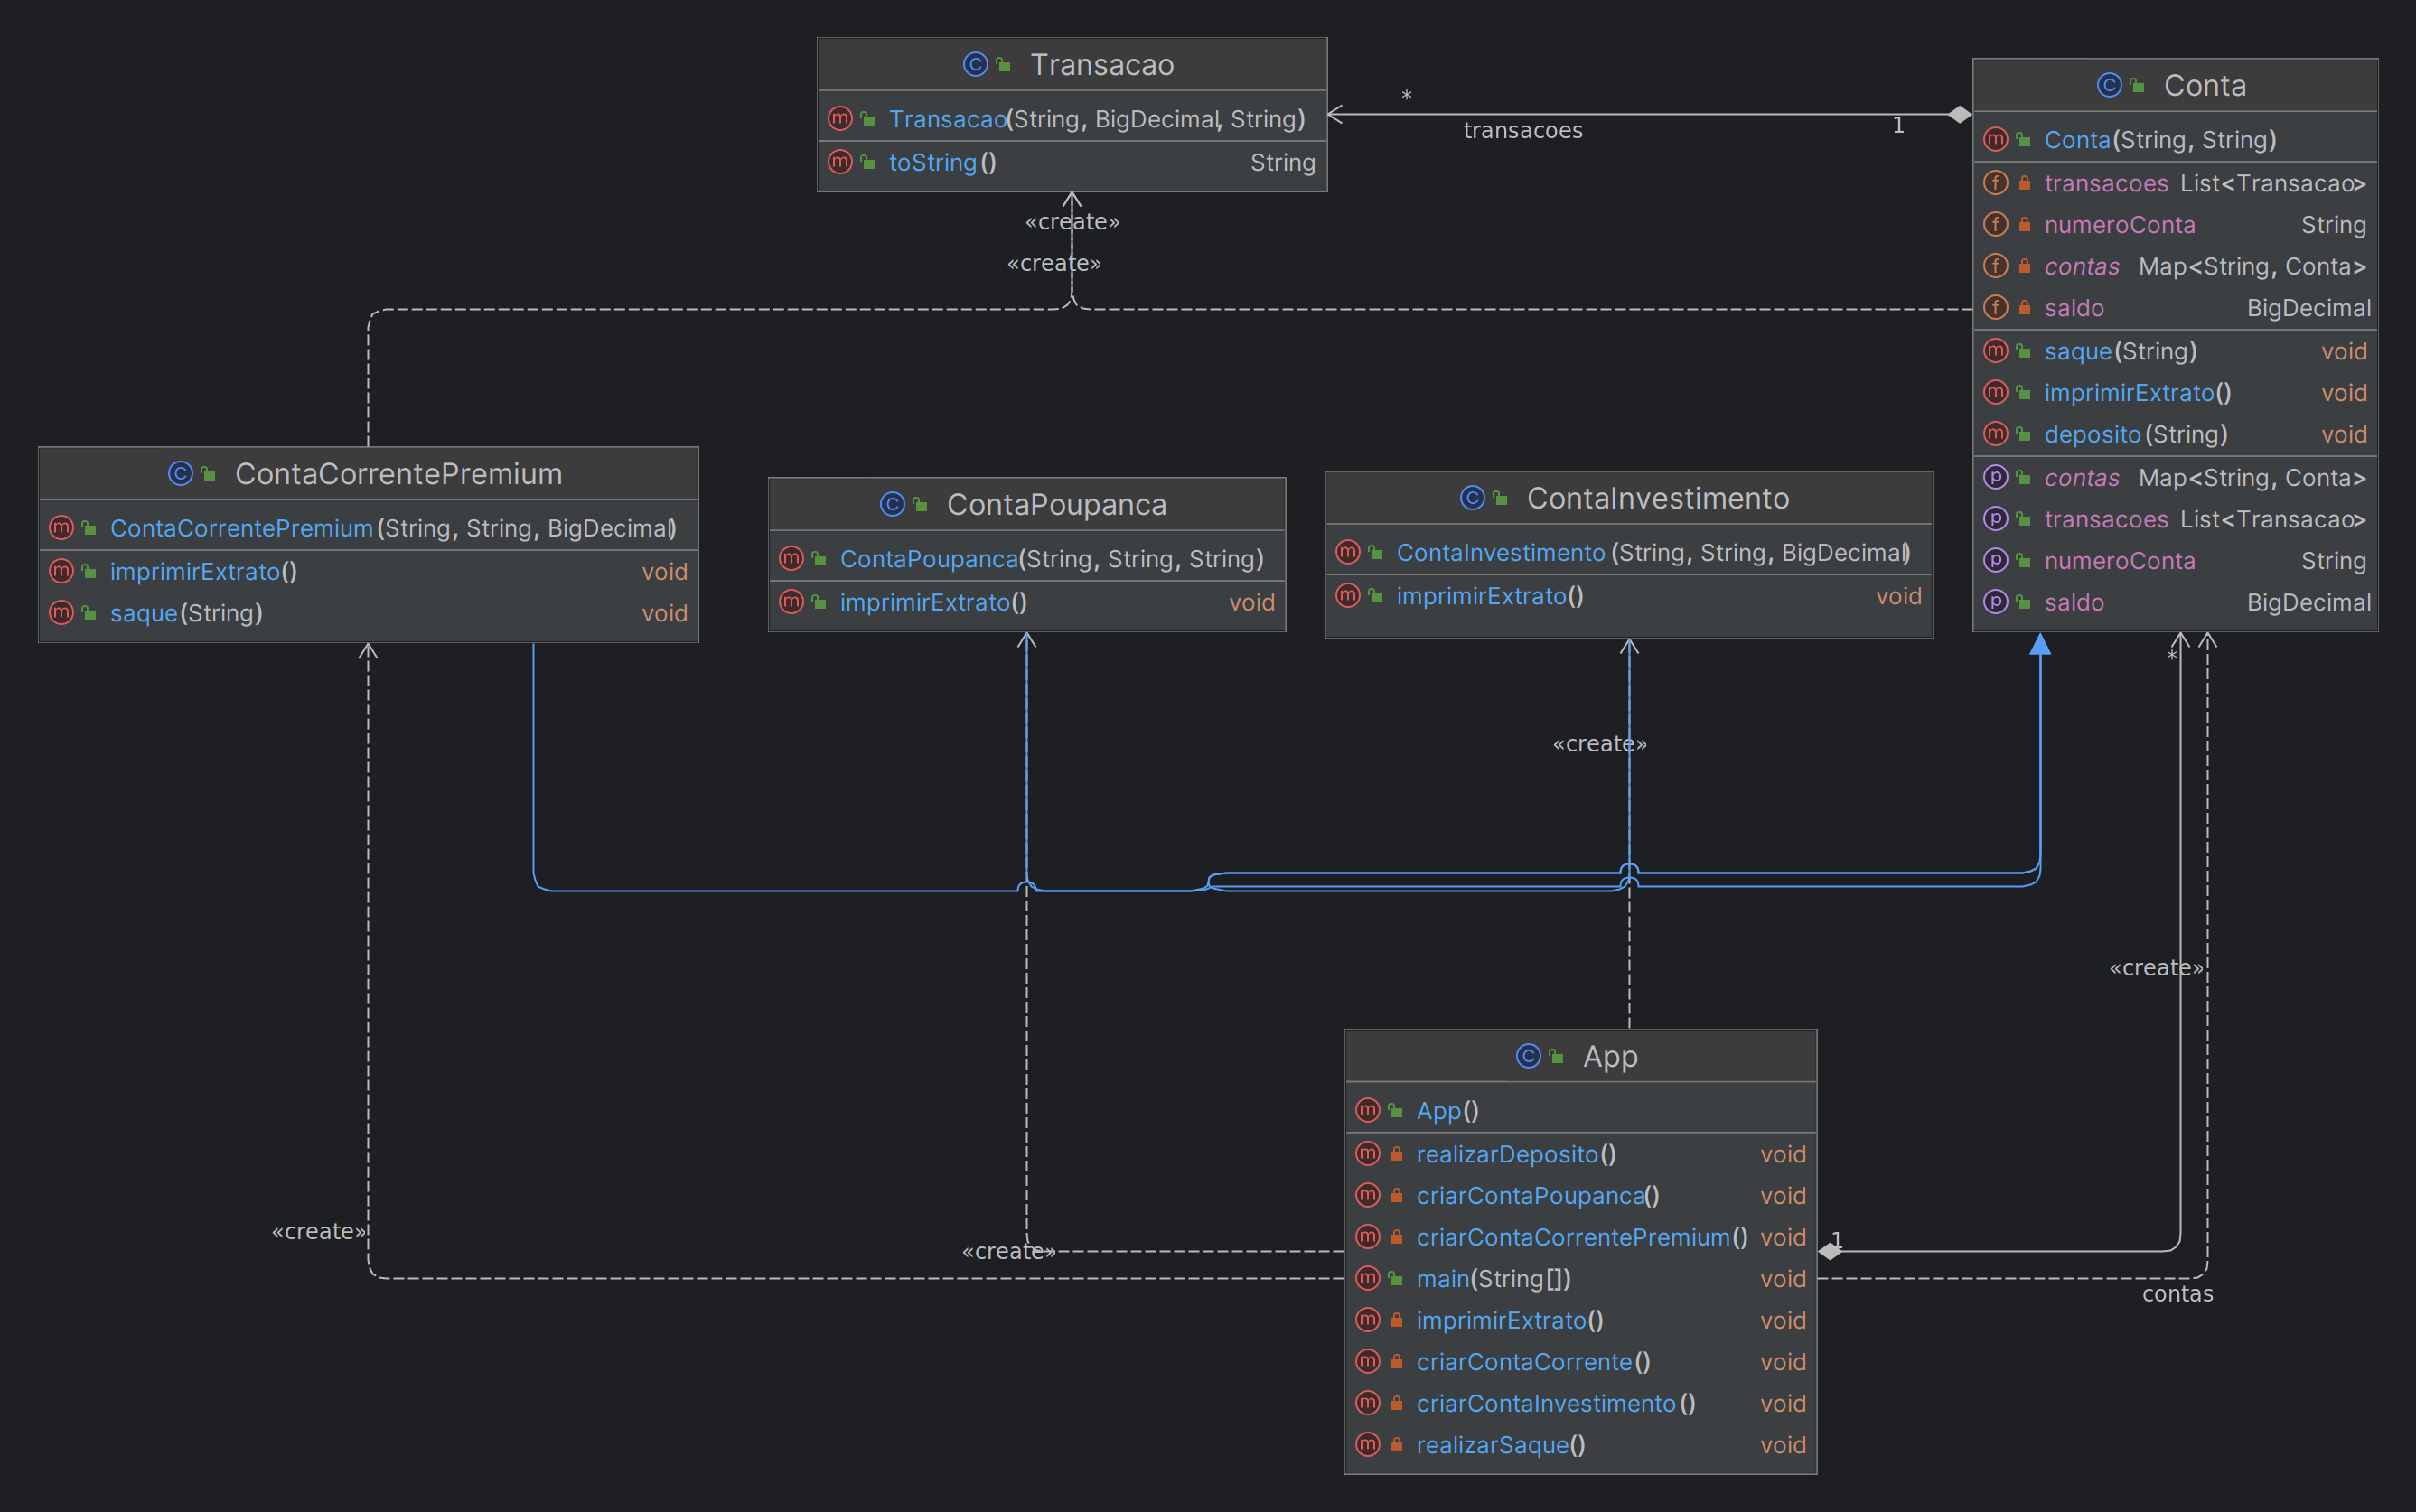 Transacao
Transacao(String, BigDecimal, String)
toString() String
* transacoes 1
Conta
Conta(String, String)
transacoes List<Transacao>
numeroConta String
contas Map<String, Conta>
saldo BigDecimal
saque(String) void
imprimirExtrato() void
deposito(String) void
contas Map<String, Conta>
transacoes List<Transacao>
numeroConta String
saldo BigDecimal
«create»
«create»
ContaCorrentePremium
ContaCorrentePremium(String, String, BigDecimal)
imprimirExtrato() void
saque(String) void
ContaPoupanca
ContaPoupanca(String, String, String)
imprimirExtrato() void
ContaInvestimento
ContaInvestimento(String, String, BigDecimal)
imprimirExtrato() void
*
«create»
«create»
«create»
«create»
App
App()
realizarDeposito() void
criarContaPoupanca() void
criarContaCorrentePremium() void
main(String[]) void
imprimirExtrato() void
criarContaCorrente() void
criarContaInvestimento() void
realizarSaque() void
1
contas